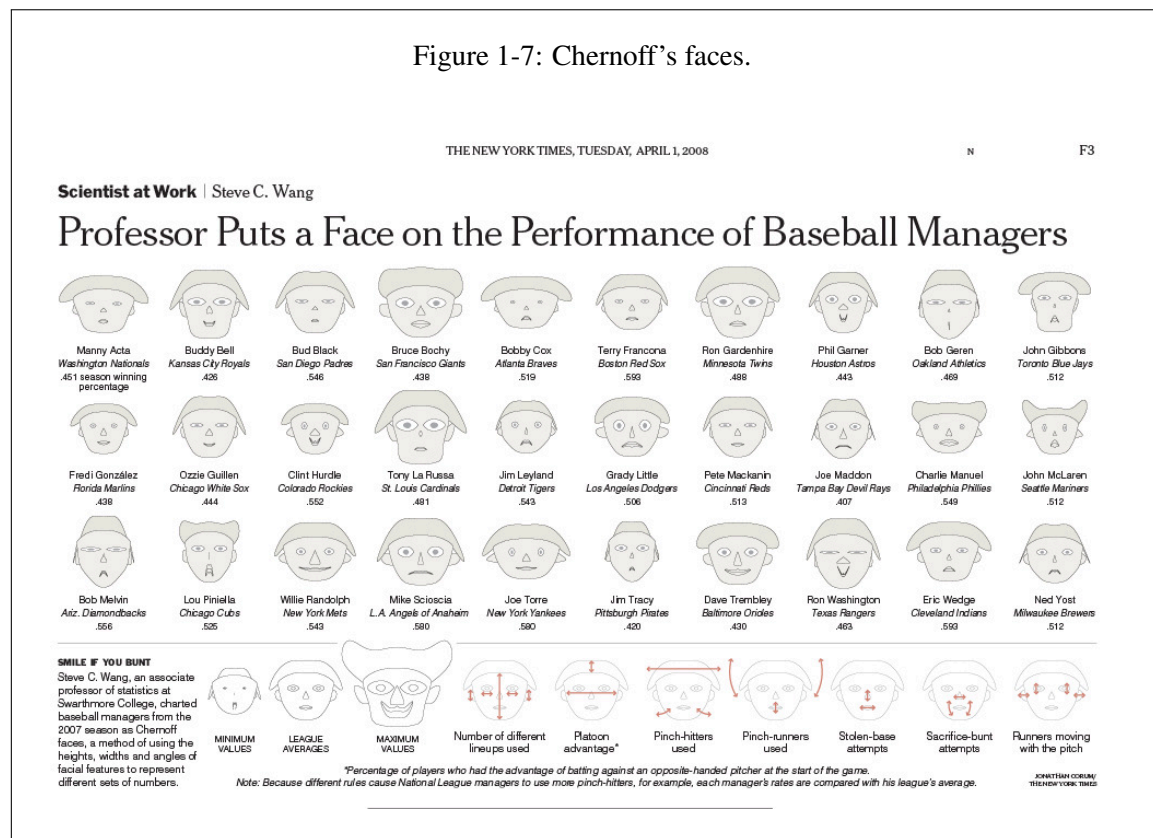 Figure 1-7: Chernoff's faces.
THE NEW YORK TIMES, TUESDAY, APRIL 1, 2008
N
F3
Scientist at Work | Steve C. Wang
Professor Puts a Face on the Performance of Baseball Managers
Manny Acta
Washington Nationals
.451 season winning
percentage
Buddy Bell
Kansas City Royals
.426
Bud Black
San Diego Padres
.546
Bruce Bochy
San Francisco Giants
.438
Bobby Cox
Atlanta Braves
.519
Terry Francona
Boston Red Sox
.593
Ron Gardenhire
Minnesota Twins
.488
Phil Garner
Houston Astros
.443
Bob Geren
Oakland Athletics
.469
John Gibbons
Toronto Blue Jays
.512
Fredi González
Florida Marlins
.438
Ozzie Guillen
Chicago White Sox
.444
Clint Hurdle
Colorado Rockies
.552
Tony La Russa
St. Louis Cardinals
.481
Jim Leyland
Detroit Tigers
.543
Grady Little
Los Angeles Dodgers
.506
Pete Mackanin
Cincinnati Reds
.513
Joe Maddon
Tampa Bay Devil Rays
.407
Charlie Manuel
Philadelphia Phillies
.549
John McLaren
Seattle Mariners
.512
Bob Melvin
Ariz. Diamondbacks
.556
Lou Piniella
Chicago Cubs
.525
Willie Randolph
New York Mets
.543
Mike Scioscia
L.A. Angels of Anaheim
.580
Joe Torre
New York Yankees
.580
Jim Tracy
Pittsburgh Pirates
.420
Dave Trembley
Baltimore Orioles
.430
Ron Washington
Texas Rangers
.463
Eric Wedge
Cleveland Indians
.593
Ned Yost
Milwaukee Brewers
.512
SMILE IF YOU BUNT
Steve C. Wang, an associate
professor of statistics at
Swarthmore College, charted
baseball managers from the
2007 season as Chernoff
faces, a method of using the
heights, widths and angles of
facial features to represent
different sets of numbers.
MINIMUM
VALUES
LEAGUE
AVERAGES
MAXIMUM
VALUES
Number of different
lineups used
Platoon
advantage*
Pinch-hitters
used
Pinch-runners
used
Stolen-base
attempts
Sacrifice-bunt
attempts
Runners moving
with the pitch
*Percentage of players who had the advantage of batting against an opposite-handed pitcher at the start of the game.
Note: Because different rules cause National League managers to use more pinch-hitters, for example, each manager's rates are compared with his league's average.
JONATHAN CORUM/
THE NEW YORK TIMES